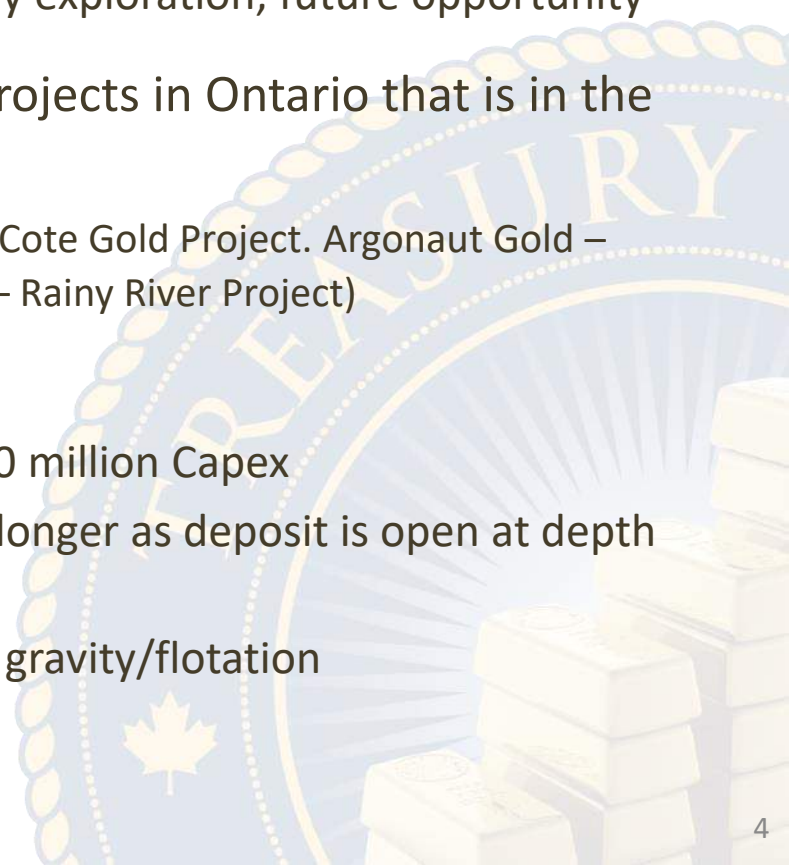 y exploration, future opportunity
rojects in Ontario that is in the
Cote Gold Project. Argonaut Gold –
– Rainy River Project)
0 million Capex
longer as deposit is open at depth
gravity/flotation
TREASURY
4